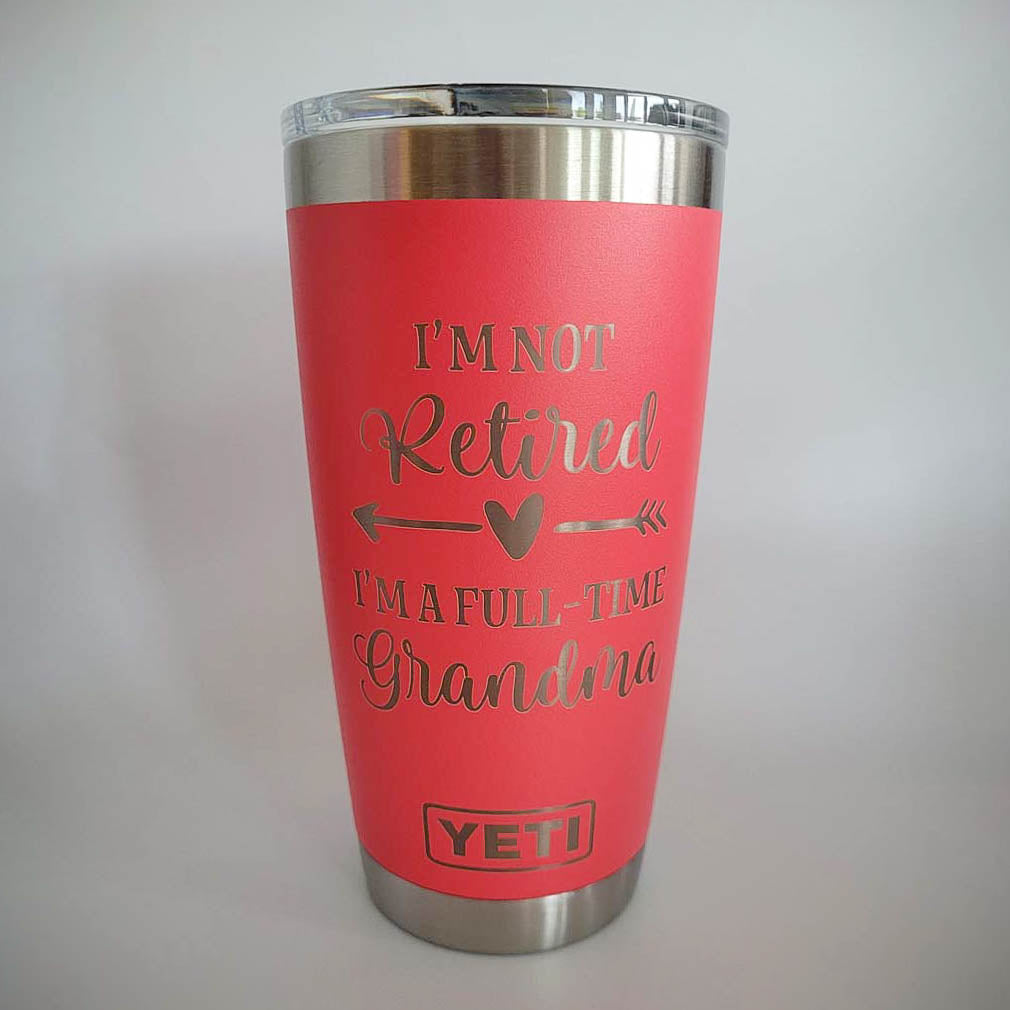 I'M NOT
Retired
I'M A FULL-TIME
Grandma
YETI